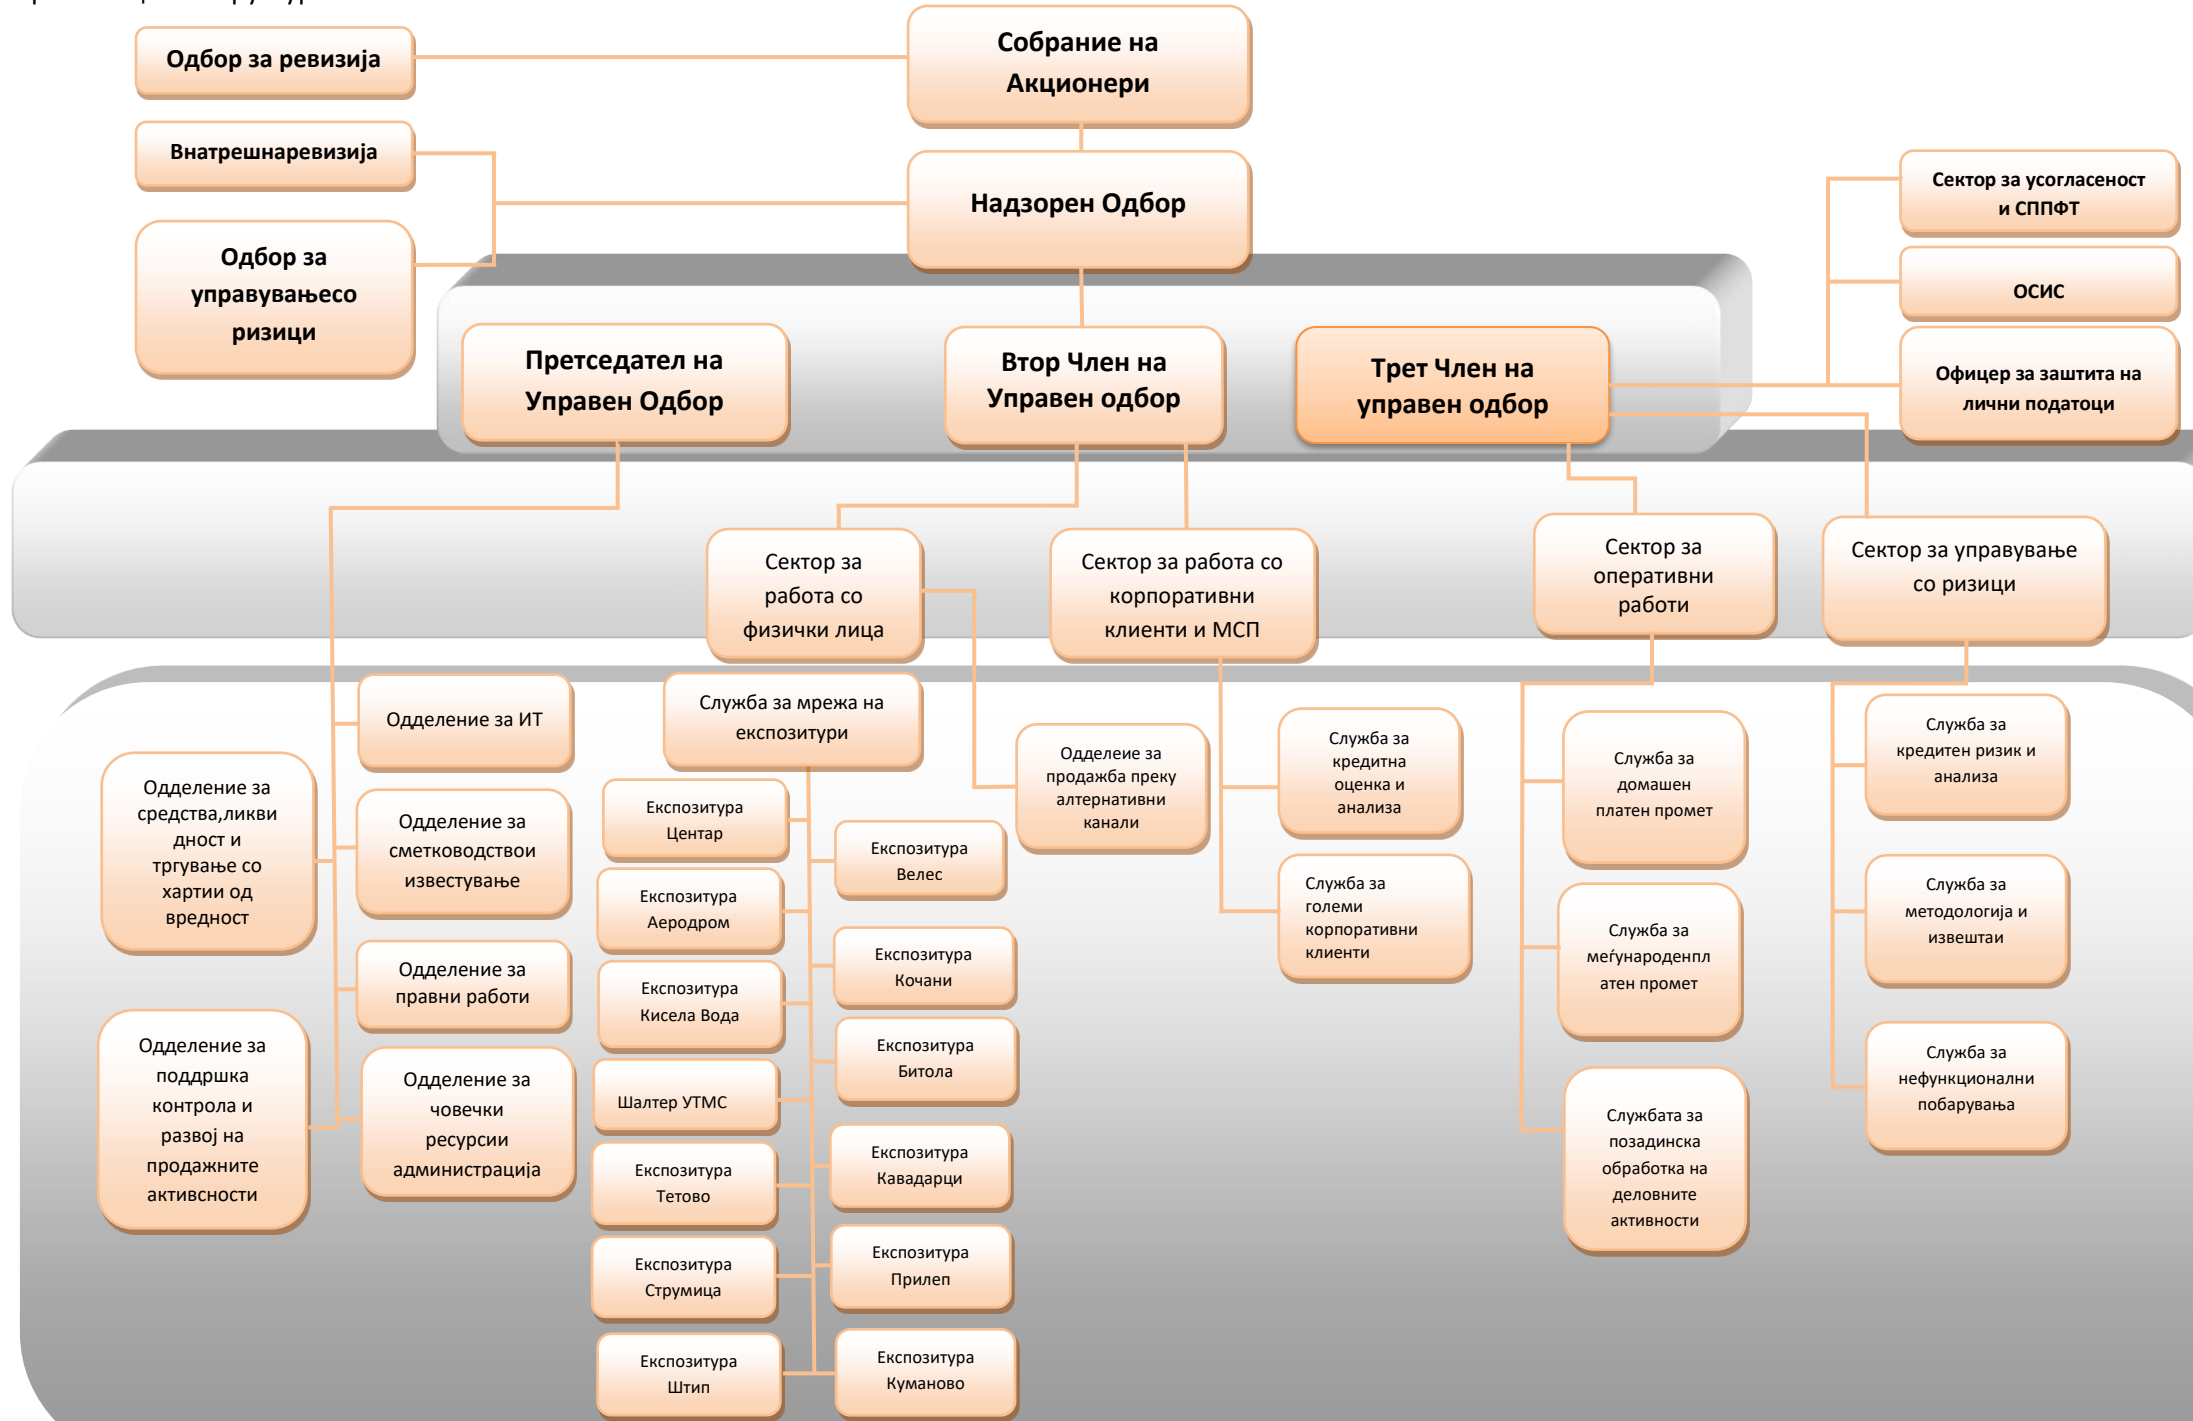 Одбор за ревизија
Собрание на
Акционери
Внатрешнаревизија
Надзорен Одбор
Сектор за усогласеност
и СППФТ
Одбор за
управувањесо
ризици
ОСИС
Претседател на
Управен Одбор
Втор Член на
Управен одбор
Трет Член на
управен одбор
Офицер за заштита на
лични податоци
Сектор за
работа со
физички лица
Сектор за работа со
корпоративни
клиенти и МСП
Сектор за
оперативни
работи
Сектор за управување
со ризици
Одделение за ИТ
Служба за мрежа на
експозитури
Одделение за
средства,ликви
дност и
тргување со
хартии од
вредност
Одделение за
сметководствои
известување
Одделение за
правни работи
Одделение за
поддршка
контрола и
развој на
продажните
активсности
Одделение за
човечки
ресурсии
администрација
Експозитура
Центар
Експозитура
Аеродром
Експозитура
Кисела Вода
Шалтер УТМС
Експозитура
Тетово
Експозитура
Струмица
Експозитура
Штип
Експозитура
Велес
Експозитура
Кочани
Експозитура
Битола
Експозитура
Кавадарци
Експозитура
Прилеп
Експозитура
Куманово
Одделеие за
продажба преку
алтернативни
канали
Служба за
кредитна
оценка и
анализа
Служба за
големи
корпоративни
клиенти
Служба за
домашен
платен промет
Служба за
меѓународенпл
атен промет
Службата за
позадинска
обработка на
деловните
активности
Служба за
кредитен ризик и
анализа
Служба за
методологија и
извештаи
Служба за
нефункционални
побарувања